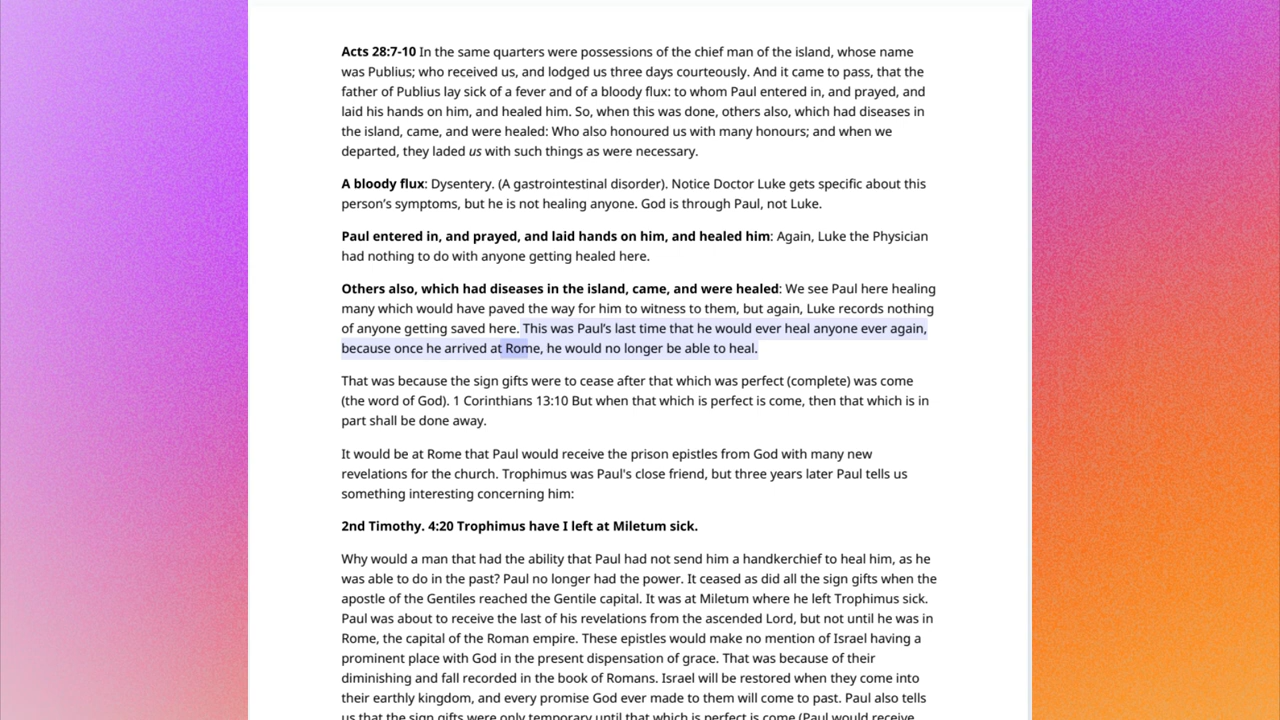 Acts 28:7-10 In the same quarters were possessions of the chief man of the island, whose name
was Publius; who received us, and lodged us three days courteously. And it came to pass, that the
father of Publius lay sick of a fever and of a bloody flux: to whom Paul entered in, and prayed, and
laid his hands on him, and healed him. So, when this was done, others also, which had diseases in
the island, came, and were healed: Who also honoured us with many honours; and when we
departed, they laded us with such things as were necessary.
A bloody flux: Dysentery. (A gastrointestinal disorder). Notice Doctor Luke gets specific about this
person’s symptoms, but he is not healing anyone. God is through Paul, not Luke.
Paul entered in, and prayed, and laid hands on him, and healed him: Again, Luke the Physician
had nothing to do with anyone getting healed here.
Others also, which had diseases in the island, came, and were healed: We see Paul here healing
many which would have paved the way for him to witness to them, but again, Luke records nothing
of anyone getting saved here. This was Paul’s last time that he would ever heal anyone ever again,
because once he arrived at Rome, he would no longer be able to heal.
That was because the sign gifts were to cease after that which was perfect (complete) was come
(the word of God). 1 Corinthians 13:10 But when that which is perfect is come, then that which is in
part shall be done away.
It would be at Rome that Paul would receive the prison epistles from God with many new
revelations for the church. Trophimus was Paul's close friend, but three years later Paul tells us
something interesting concerning him:
2nd Timothy. 4:20 Trophimus have I left at Miletum sick.
Why would a man that had the ability that Paul had not send him a handkerchief to heal him, as he
was able to do in the past? Paul no longer had the power. It ceased as did all the sign gifts when the
apostle of the Gentiles reached the Gentile capital. It was at Miletum where he left Trophimus sick.
Paul was about to receive the last of his revelations from the ascended Lord, but not until he was in
Rome, the capital of the Roman empire. These epistles would make no mention of Israel having a
prominent place with God in the present dispensation of grace. That was because of their
diminishing and fall recorded in the book of Romans. Israel will be restored when they come into
their earthly kingdom, and every promise God ever made to them will come to past. Paul also tells
us that the sign gifts were only temporary until that which is perfect is come (Paul would receive